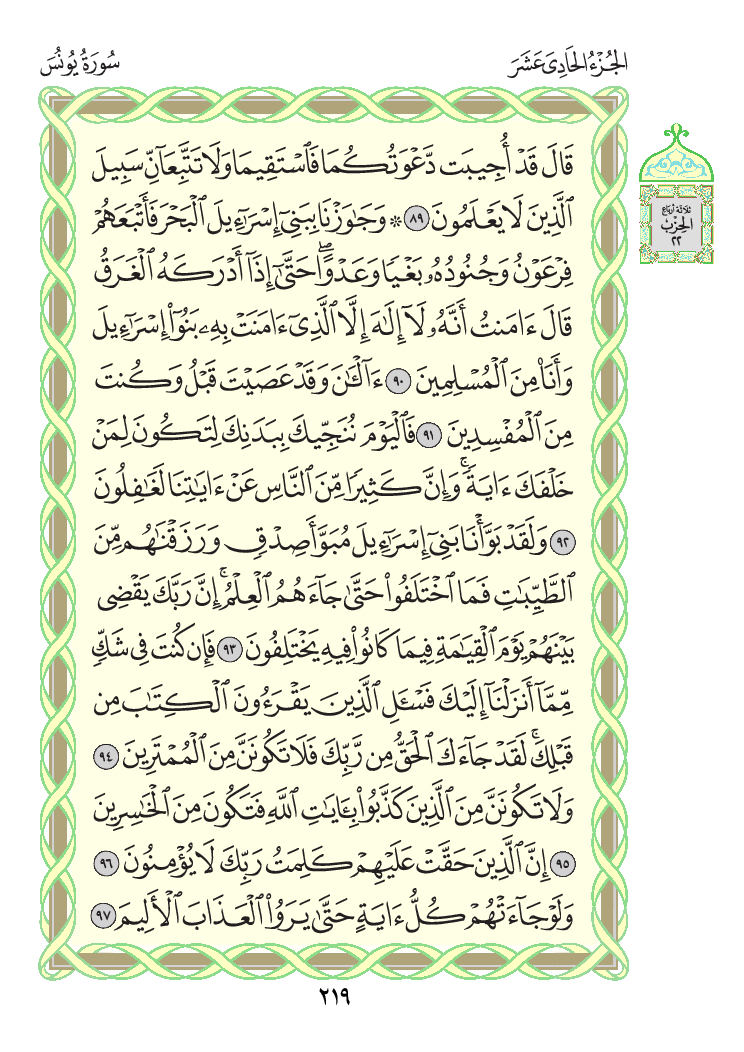 الجُزْءُ الحَادِى عَشَرَ
سُورَةُ يُونُسَ
ثلاثة أرباع
الحِزْب
٢٢
قَالَ قَدْ أُجِيبَت دَّعْوَتُكُمَا فَٱسْتَقِيمَا وَلَا تَتَّبِعَآنِّ سَبِيلَ
ٱلَّذِينَ لَا يَعْلَمُونَ ٨٩ ۞ وَجَٰوَزْنَا بِبَنِىٓ إِسْرَٰٓءِيلَ ٱلْبَحْرَ فَأَتْبَعَهُمْ
فِرْعَوْنُ وَجُنُودُهُۥ بَغْيًا وَعَدْوًا ۖ حَتَّىٰٓ إِذَآ أَدْرَكَهُ ٱلْغَرَقُ
قَالَ ءَامَنتُ أَنَّهُۥ لَآ إِلَٰهَ إِلَّا ٱلَّذِىٓ ءَامَنَتْ بِهِۦ بَنُوٓا۟ إِسْرَٰٓءِيلَ
وَأَنَا۠ مِنَ ٱلْمُسْلِمِينَ ٩٠ ءَآلْـَٰٔنَ وَقَدْ عَصَيْتَ قَبْلُ وَكُنتَ
مِنَ ٱلْمُفْسِدِينَ ٩١ فَٱلْيَوْمَ نُنَجِّيكَ بِبَدَنِكَ لِتَكُونَ لِمَنْ
خَلْفَكَ ءَايَةً ۚ وَإِنَّ كَثِيرًا مِّنَ ٱلنَّاسِ عَنْ ءَايَٰتِنَا لَغَٰفِلُونَ
٩٢ وَلَقَدْ بَوَّأْنَا بَنِىٓ إِسْرَٰٓءِيلَ مُبَوَّأَ صِدْقٍ وَرَزَقْنَٰهُم مِّنَ
ٱلطَّيِّبَٰتِ فَمَا ٱخْتَلَفُوا۟ حَتَّىٰ جَآءَهُمُ ٱلْعِلْمُ ۚ إِنَّ رَبَّكَ يَقْضِى
بَيْنَهُمْ يَوْمَ ٱلْقِيَٰمَةِ فِيمَا كَانُوا۟ فِيهِ يَخْتَلِفُونَ ٩٣ فَإِن كُنتَ فِى شَكٍّ
مِّمَّآ أَنزَلْنَآ إِلَيْكَ فَسْـَٔلِ ٱلَّذِينَ يَقْرَءُونَ ٱلْكِتَٰبَ مِن
قَبْلِكَ ۚ لَقَدْ جَآءَكَ ٱلْحَقُّ مِن رَّبِّكَ فَلَا تَكُونَنَّ مِنَ ٱلْمُمْتَرِينَ ٩٤
وَلَا تَكُونَنَّ مِنَ ٱلَّذِينَ كَذَّبُوا۟ بِـَٔايَٰتِ ٱللَّهِ فَتَكُونَ مِنَ ٱلْخَٰسِرِينَ
٩٥ إِنَّ ٱلَّذِينَ حَقَّتْ عَلَيْهِمْ كَلِمَتُ رَبِّكَ لَا يُؤْمِنُونَ ٩٦
وَلَوْ جَآءَتْهُمْ كُلُّ ءَايَةٍ حَتَّىٰ يَرَوُا۟ ٱلْعَذَابَ ٱلْأَلِيمَ ٩٧
٢١٩